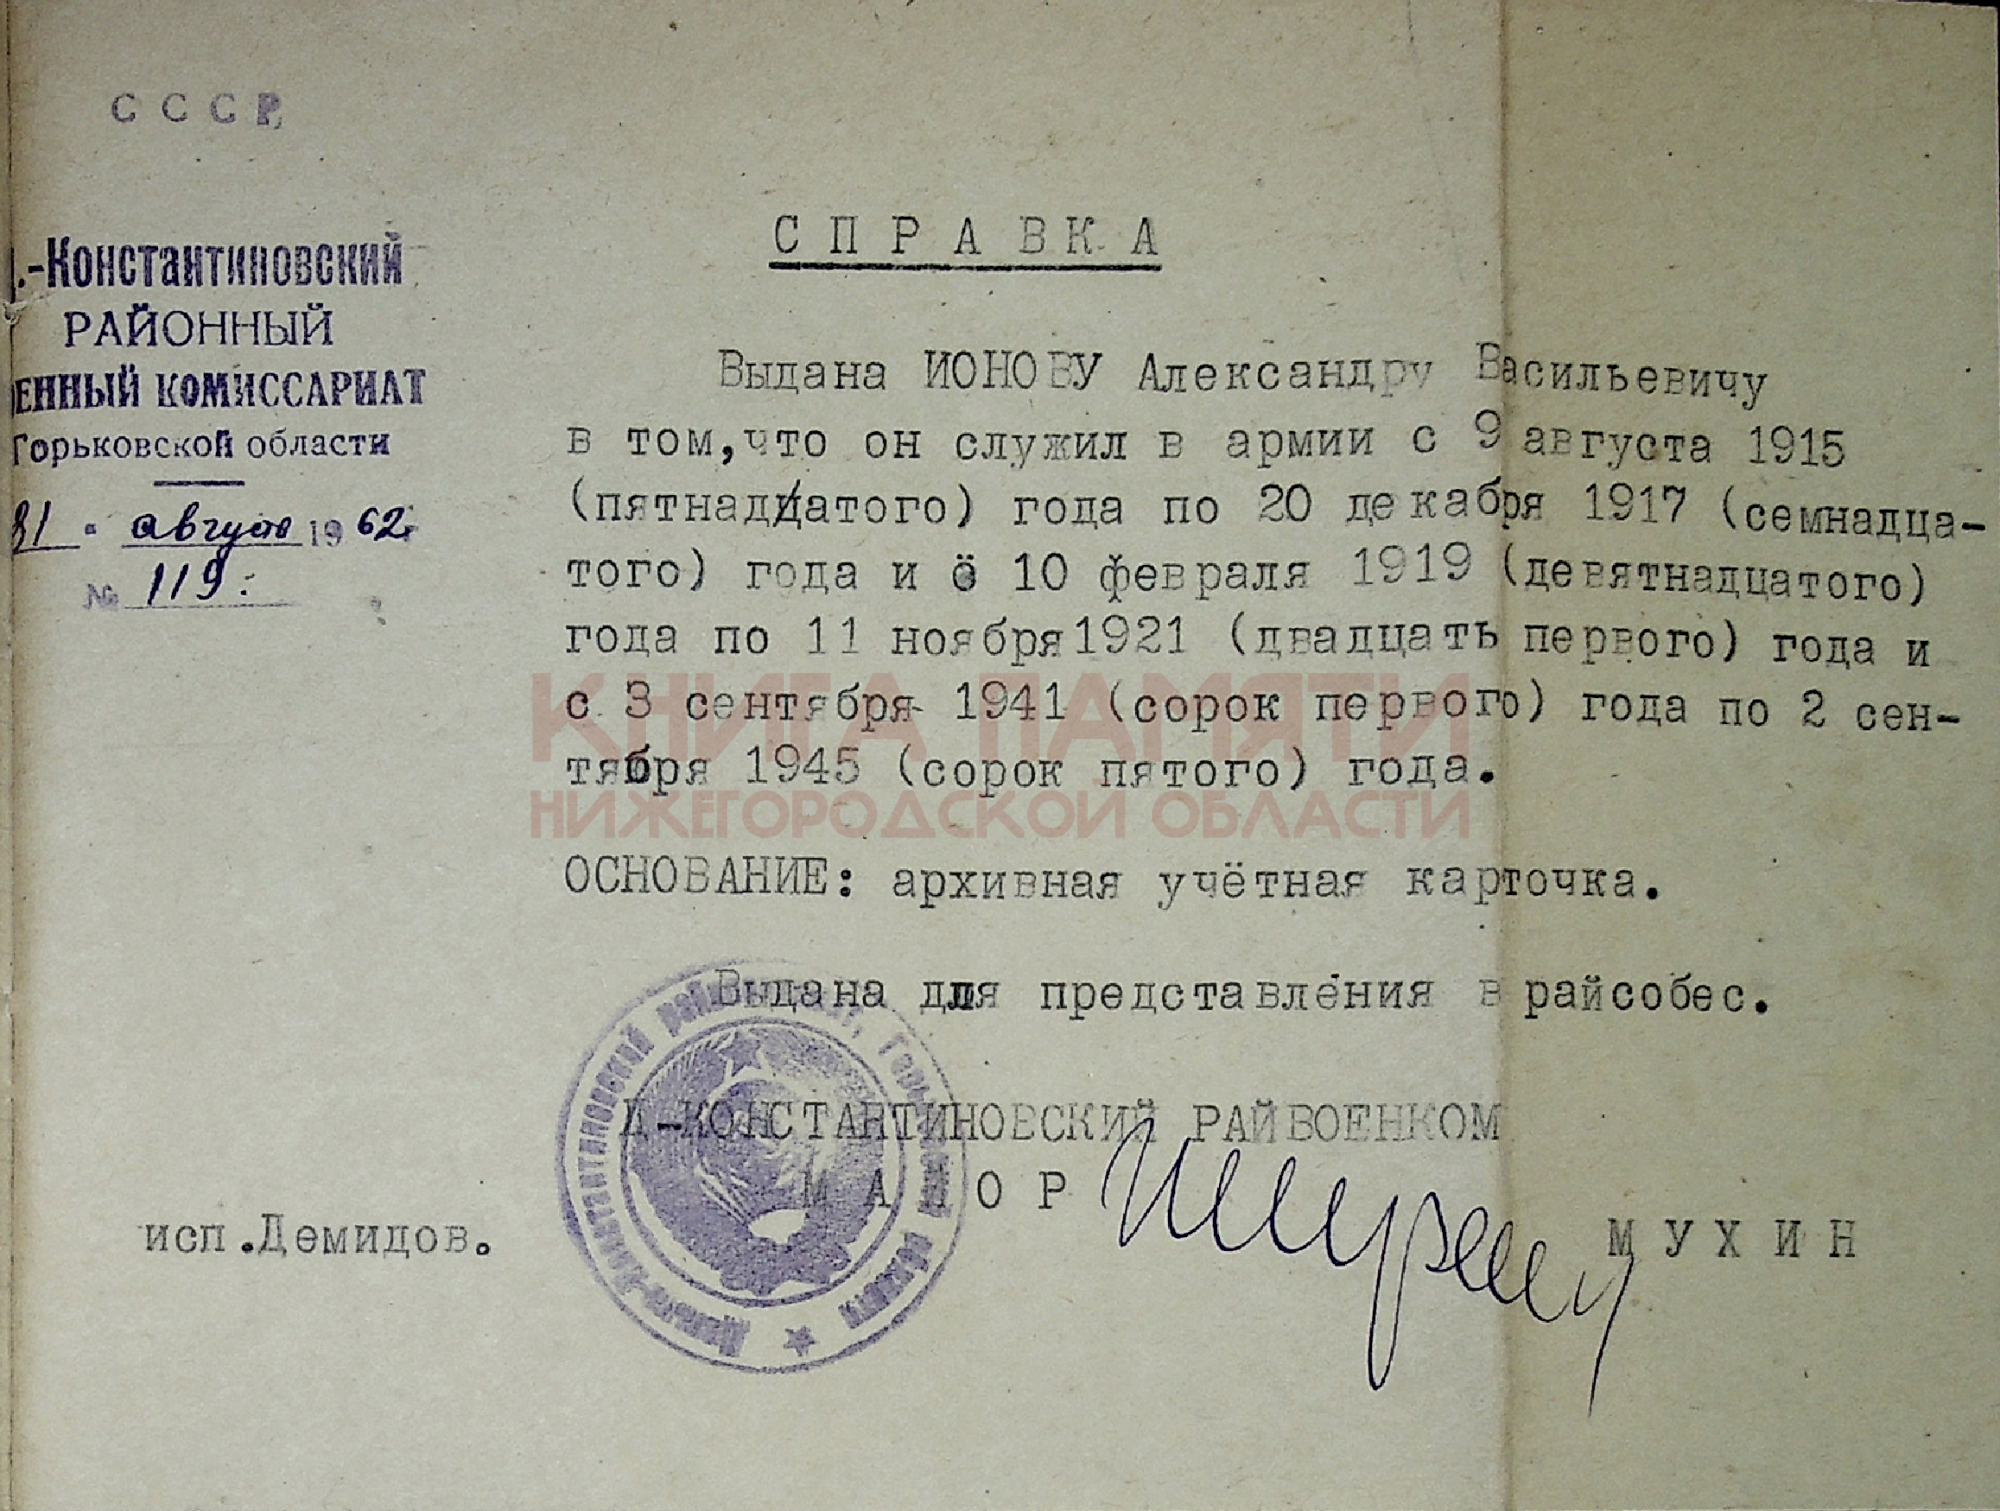 СССР
.-Константиновский
РАЙОННЫЙ
ЕННЫЙ КОМИССАРИАТ
Горьковской области
31 " августа 1962 г.
№ 119.
СПРАВКА
Выдана ИОНОВУ Александру Васильевичу
в том,что он служил в армии с 9 августа 1915
(пятнадцатого) года по 20 декабря 1917 (семнадца-
того) года и с 10 февраля 1919 (девятнадцатого)
года по 11 ноября 1921 (двадцать первого) года и
с 3 сентября 1941 (сорок первого) года по 2 сен-
тября 1945 (сорок пятого) года.
КНИГА ПАМЯТИ
НИЖЕГОРОДСКОЙ ОБЛАСТИ
ОСНОВАНИЕ: архивная учётная карточка.
Выдана для представления в райсобес.
Д-КОНСТАНТИНОВСКИЙ РАЙВОЕНКОМ
МАЙОР
МУХИН
исп.Демидов.